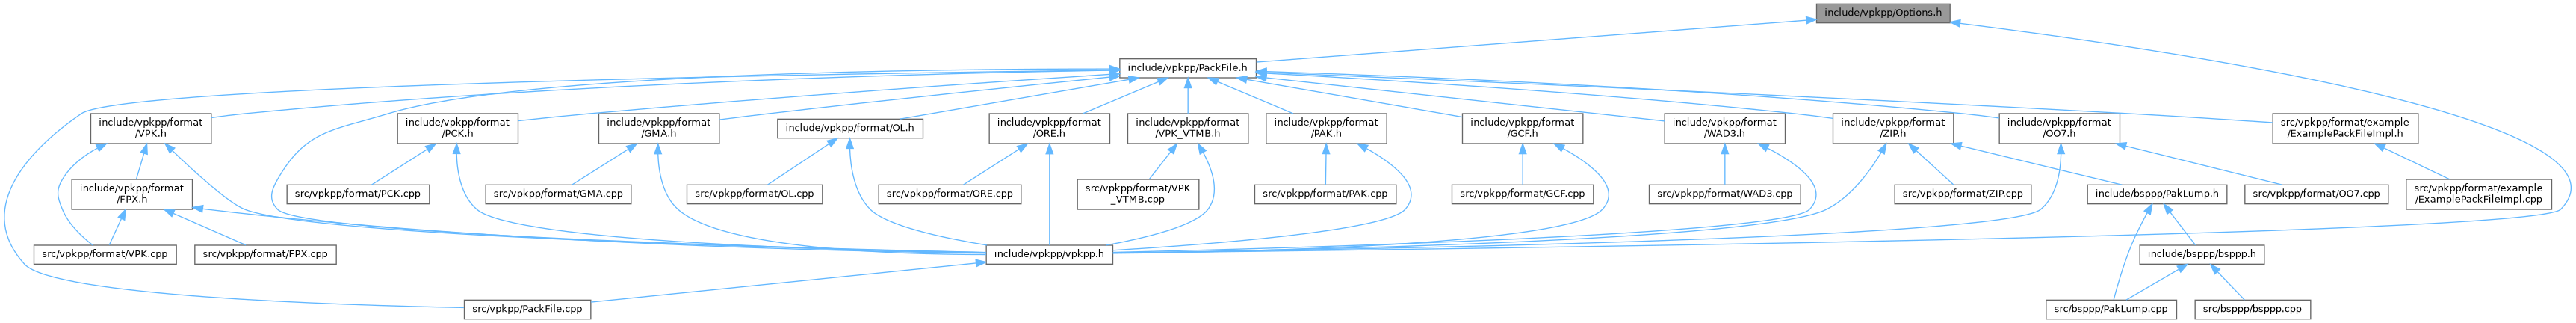 include/vpkpp/Options.h
include/vpkpp/PackFile.h
include/vpkpp/format
/VPK.h
include/vpkpp/format
/PCK.h
include/vpkpp/format
/GMA.h
include/vpkpp/format/OL.h
include/vpkpp/format
/ORE.h
include/vpkpp/format
/VPK_VTMB.h
include/vpkpp/format
/PAK.h
include/vpkpp/format
/GCF.h
include/vpkpp/format
/WAD3.h
include/vpkpp/format
/ZIP.h
include/vpkpp/format
/OO7.h
src/vpkpp/format/example
/ExamplePackFileImpl.h
include/vpkpp/format
/FPX.h
src/vpkpp/format/PCK.cpp
src/vpkpp/format/GMA.cpp
src/vpkpp/format/OL.cpp
src/vpkpp/format/ORE.cpp
src/vpkpp/format/VPK
_VTMB.cpp
src/vpkpp/format/PAK.cpp
src/vpkpp/format/GCF.cpp
src/vpkpp/format/WAD3.cpp
src/vpkpp/format/ZIP.cpp
include/bsppp/PakLump.h
src/vpkpp/format/OO7.cpp
src/vpkpp/format/example
/ExamplePackFileImpl.cpp
src/vpkpp/format/VPK.cpp
src/vpkpp/format/FPX.cpp
include/vpkpp/vpkpp.h
include/bsppp/bsppp.h
src/vpkpp/PackFile.cpp
src/bsppp/PakLump.cpp
src/bsppp/bsppp.cpp